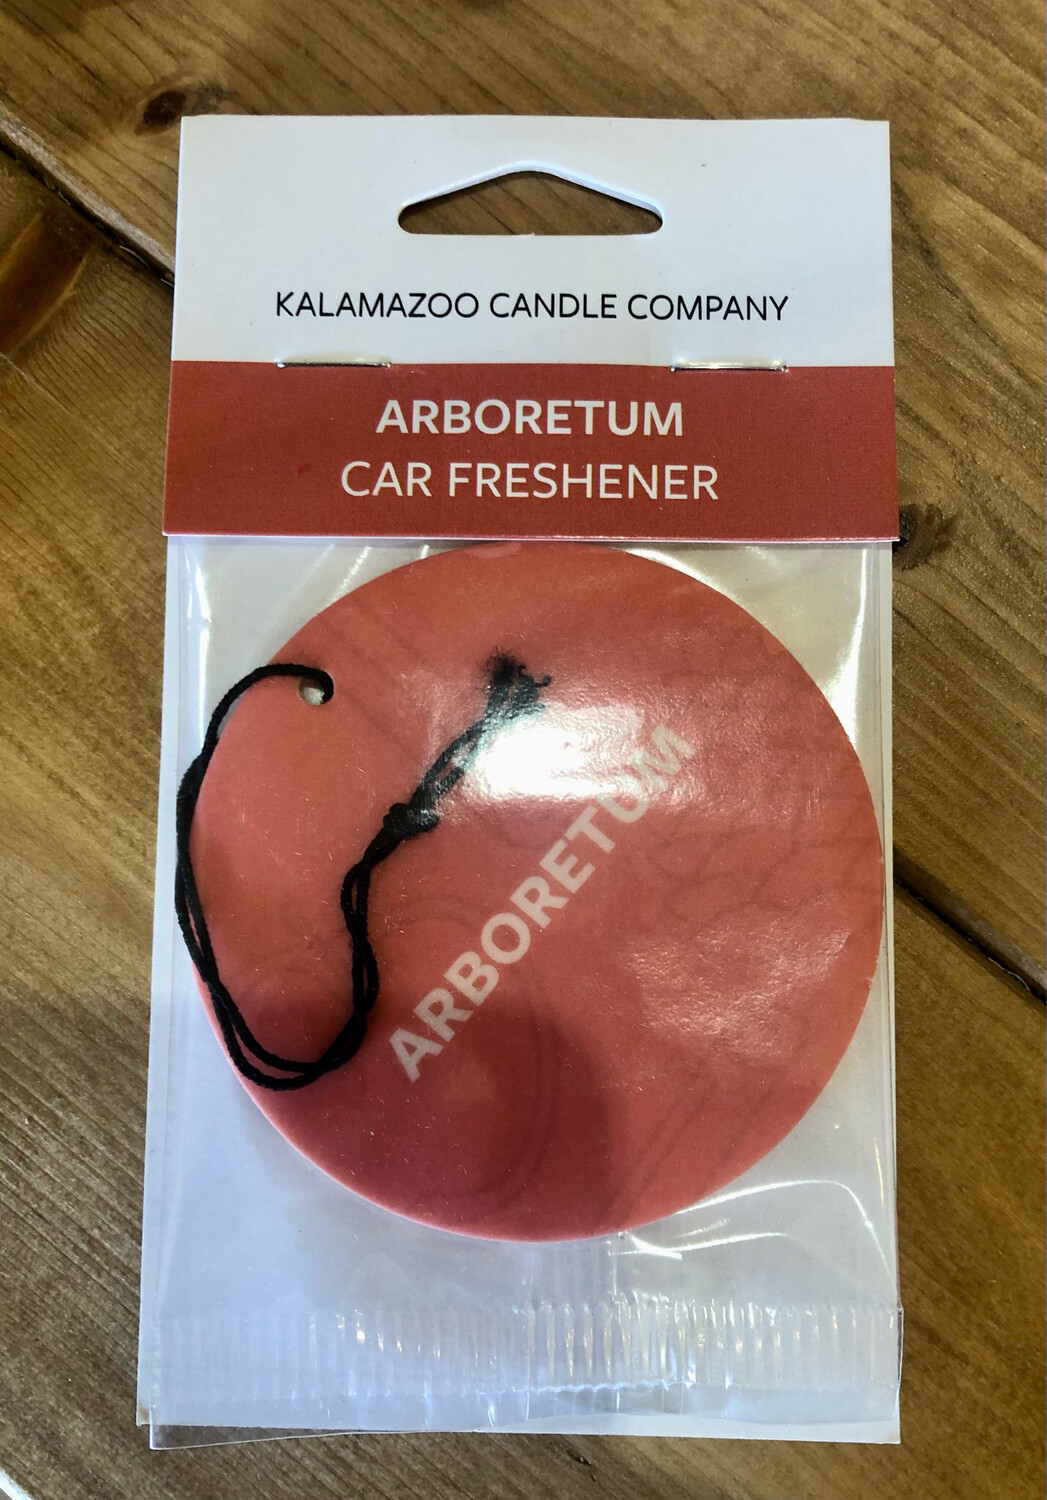 KALAMAZOO CANDLE COMPANY
ARBORETUM
CAR FRESHENER
ARBORETUM